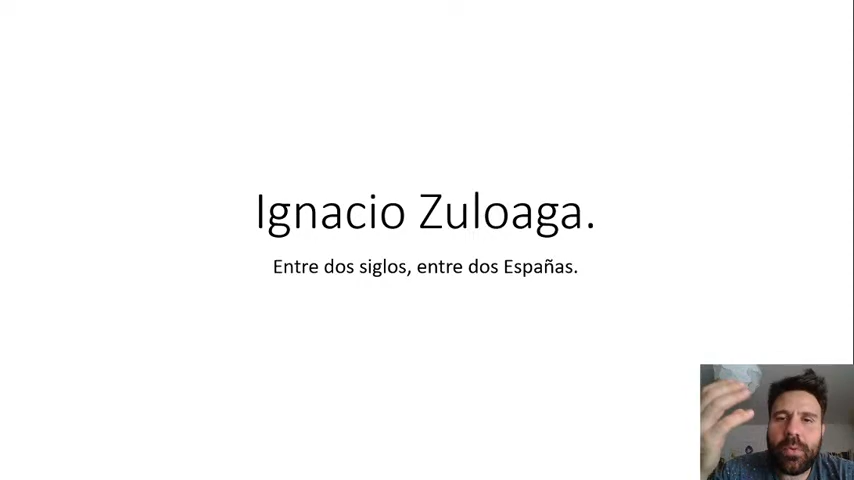 Ignacio Zuloaga.
Entre dos siglos, entre dos Españas.